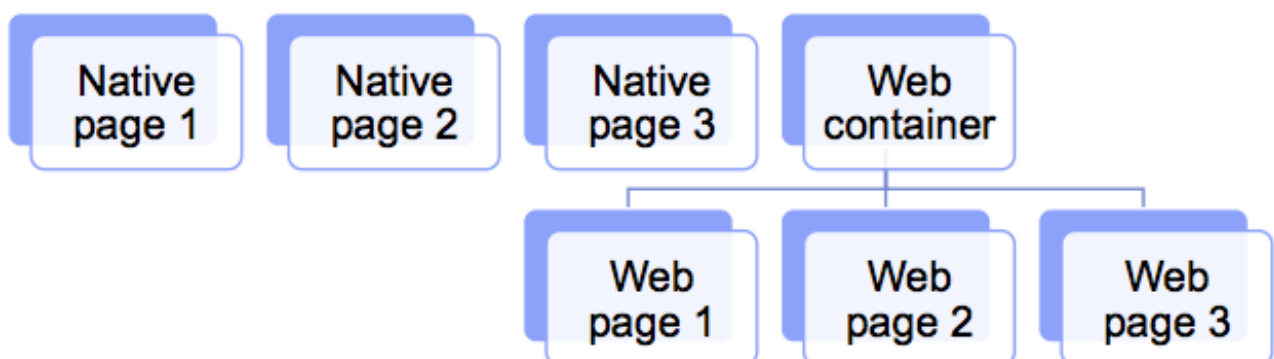 Native
page 1
Native
page 2
Native
page 3
Web
container
Web
page 1
Web
page 2
Web
page 3